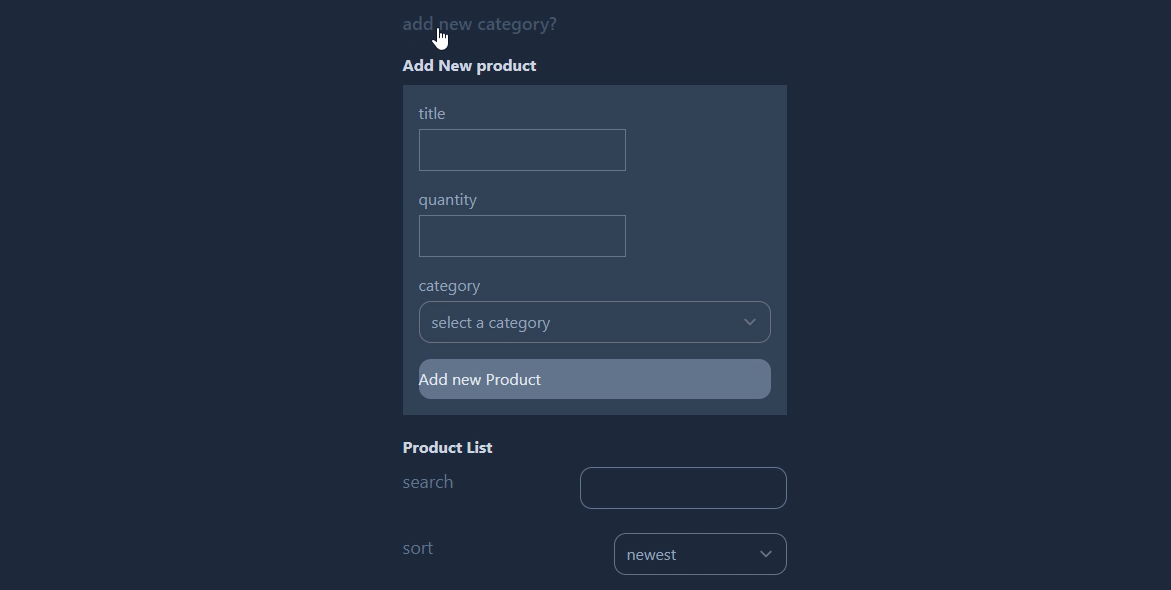 add new category?
Add New product
title
quantity
category
select a category
Add new Product
Product List
search
sort
newest